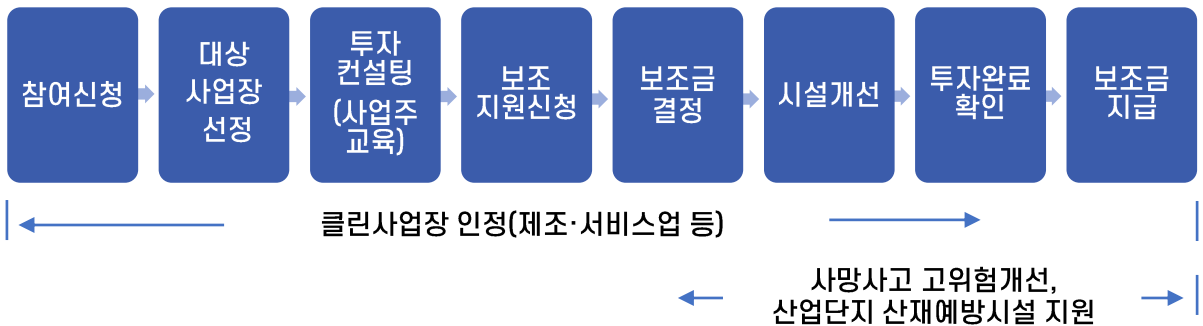 참여신청
대상
사업장
선정
투자
컨설팅
(사업주
교육)
보조
지원신청
보조금
결정
시설개선
투자완료
확인
보조금
지급
클린사업장 인정(제조·서비스업 등)
사망사고 고위험개선,
산업단지 산재예방시설 지원